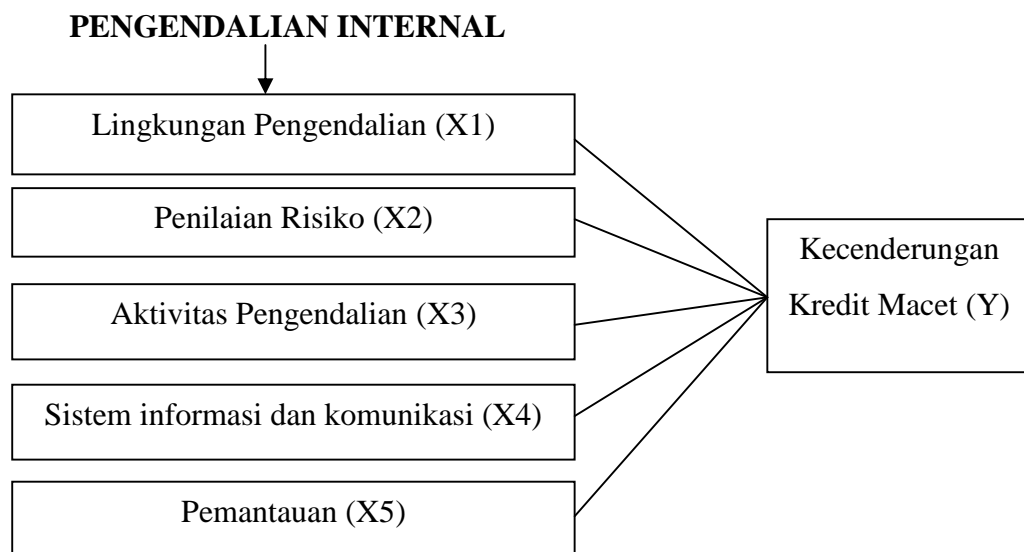 PENGENDALIAN INTERNAL
Lingkungan Pengendalian (X1)
Penilaian Risiko (X2)
Aktivitas Pengendalian (X3)
Sistem informasi dan komunikasi (X4)
Pemantauan (X5)
Kecenderungan
Kredit Macet (Y)